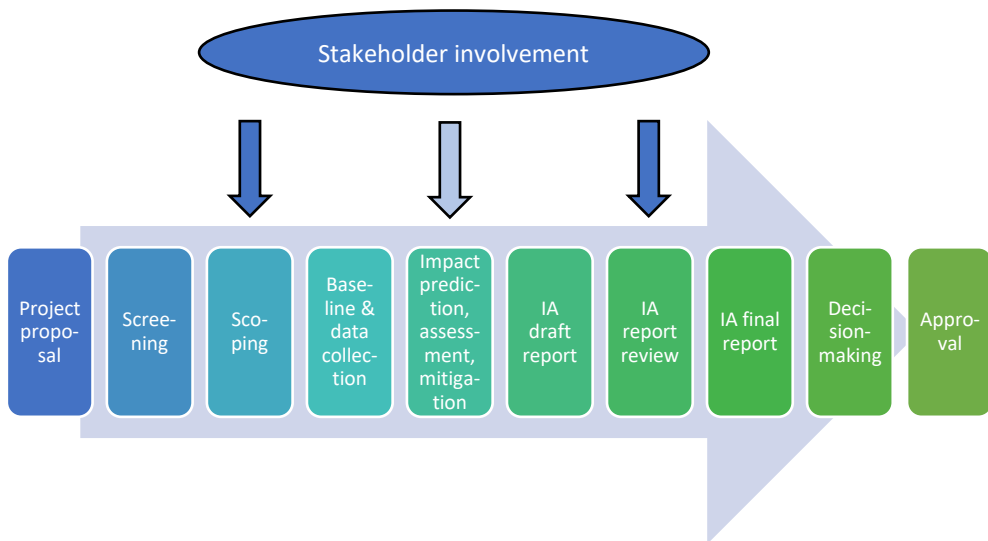 Stakeholder involvement
Project
propo-
sal
Scree-
ning
Sco-
ping
Base-
line &
data
collec-
tion
Impact
predic-
tion,
assess-
ment,
mitiga-
tion
IA
draft
report
IA
report
review
IA final
report
Deci-
sion-
making
Appro-
val